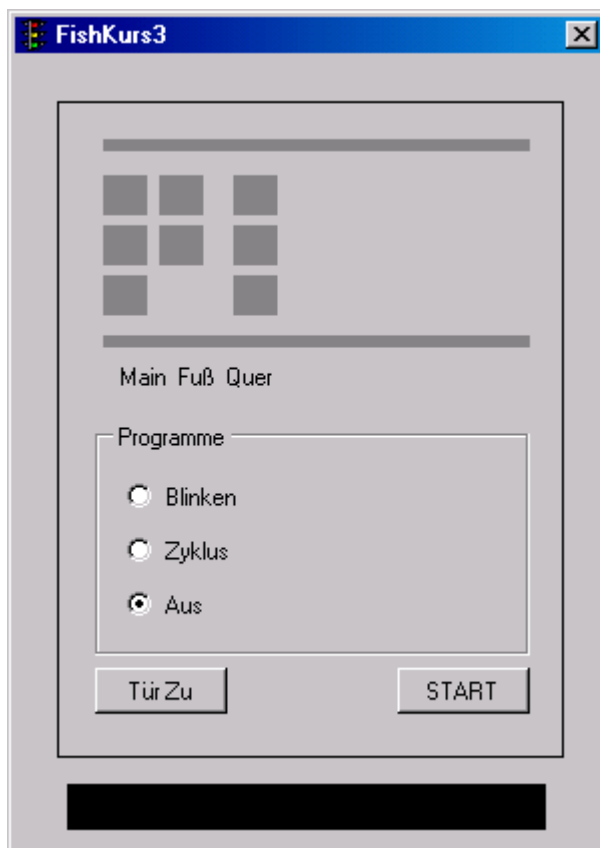 FishKurs3
Main Fuß Quer
Programme
Blinken
Zyklus
Aus
Tür Zu
START